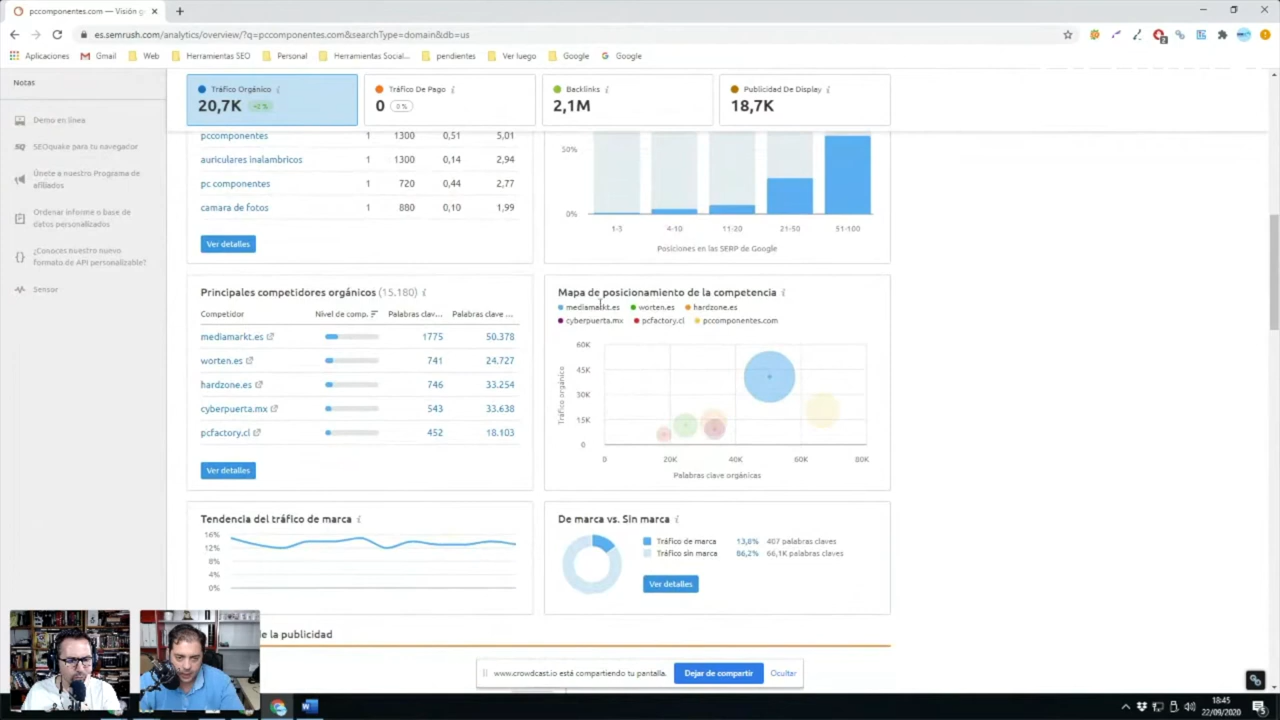 pccomponentes.com — Visión g
es.semrush.com/analytics/overview/?q=pccomponentes.com&searchType=domain&db=us
Aplicaciones Gmail Web Herramientas SEO Personal Herramientas Social... pendientes Ver luego Google Google
Notas
Demo en línea
SEOquake para tu navegador
Únete a nuestro Programa de
afiliados
Ordenar informe o base de
datos personalizados
¿Conoces nuestro nuevo
formato de API personalizable?
Sensor
Tráfico Orgánico
20,7K +2 %
Tráfico De Pago
0 0 %
Backlinks
2,1M
Publicidad De Display
18,7K
pccomponentes 1 1300 0,51 5,01
auriculares inalambricos 1 1300 0,14 2,94
pc componentes 1 720 0,44 2,77
camara de fotos 1 880 0,10 1,99
Ver detalles
50%
0%
1-3 4-10 11-20 21-50 51-100
Posiciones en las SERP de Google
Principales competidores orgánicos (15.180)
Competidor Nivel de comp. Palabras clav... Palabras clave ...
mediamarkt.es 1775 50.378
worten.es 741 24.727
hardzone.es 746 33.254
cyberpuerta.mx 543 33.638
pcfactory.cl 452 18.103
Ver detalles
Mapa de posicionamiento de la competencia
mediamarkt.es worten.es hardzone.es
cyberpuerta.mx pcfactory.cl pccomponentes.com
60K
45K
30K
15K
0
Tráfico orgánico
0 20K 40K 60K 80K
Palabras clave orgánicas
Tendencia del tráfico de marca
16%
12%
8%
4%
0%
De marca vs. Sin marca
Tráfico de marca 13,8% 407 palabras claves
Tráfico sin marca 86,2% 66,1K palabras claves
Ver detalles
e la publicidad
www.crowdcast.io está compartiendo tu pantalla. Dejar de compartir Ocultar
18:45
22/09/2020